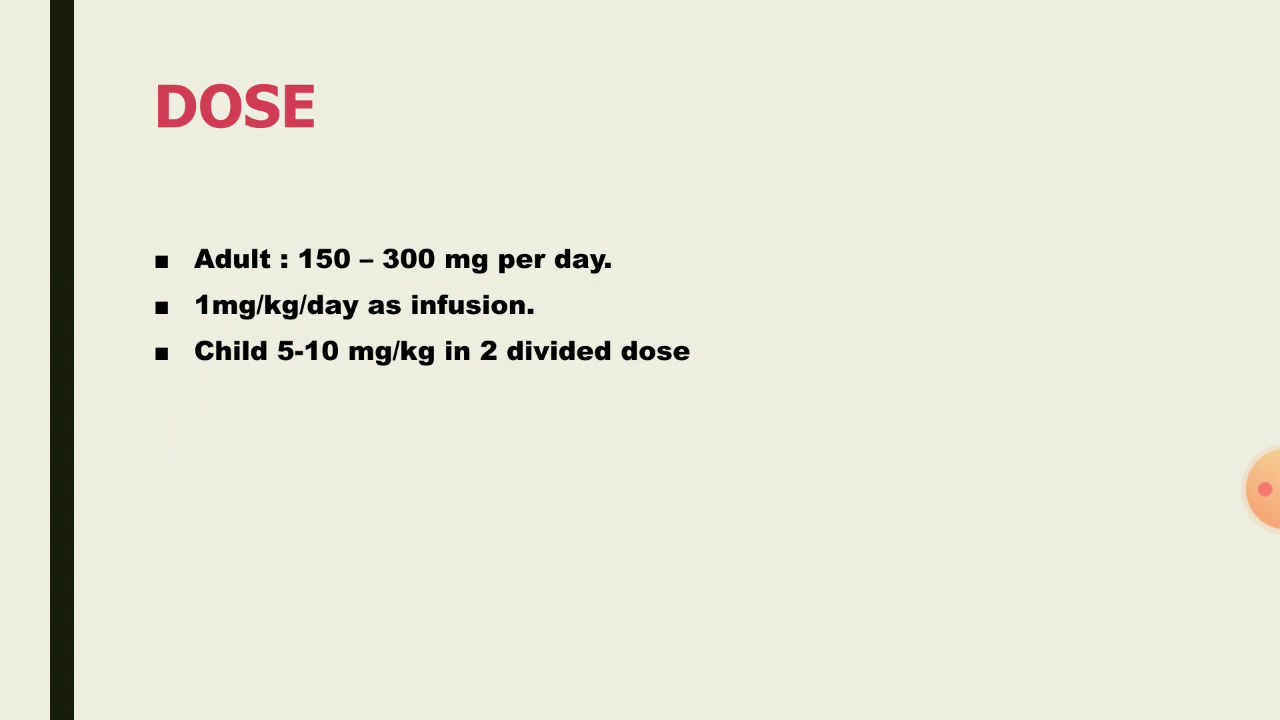 DOSE
▪ Adult : 150 – 300 mg per day.
▪ 1mg/kg/day as infusion.
▪ Child 5-10 mg/kg in 2 divided dose